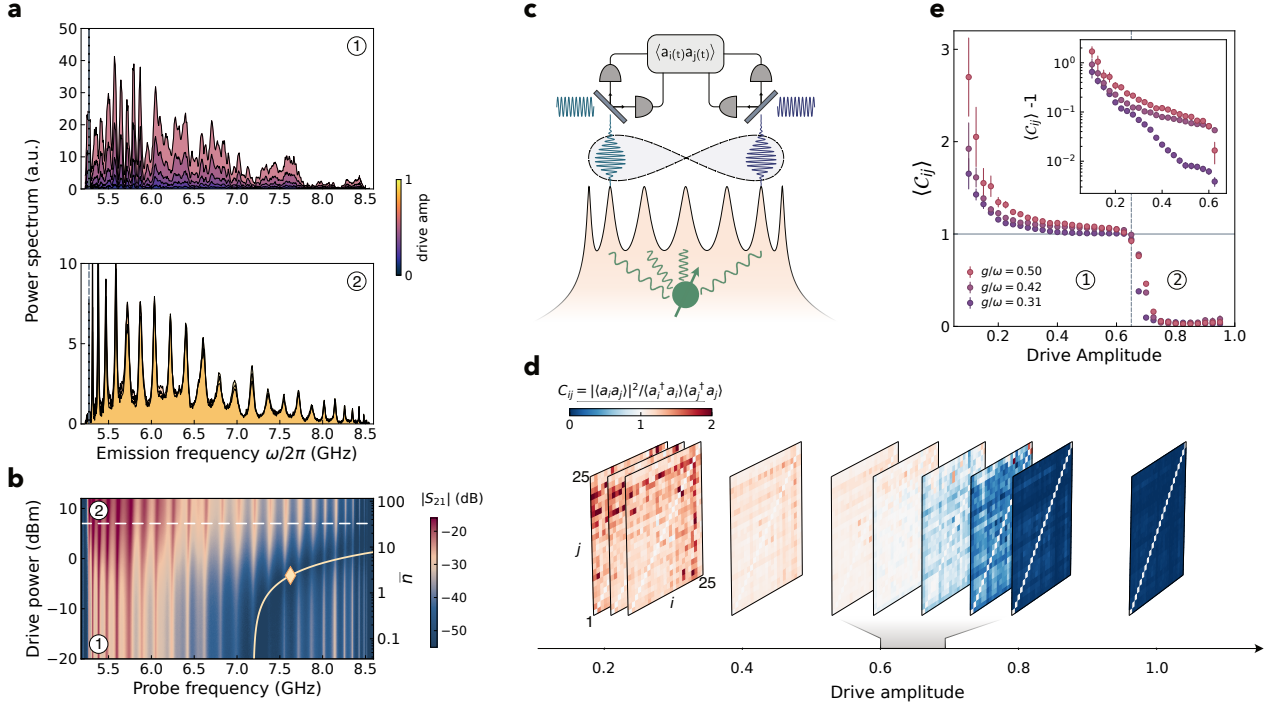 a
50
40
30
20
10
0
1
5.5 6.0 6.5 7.0 7.5 8.0 8.5
Power spectrum (a.u.)
1
0
drive amp
10
5
0
2
5.5 6.0 6.5 7.0 7.5 8.0 8.5
Emission frequency ω/2π (GHz)
b
Drive power (dBm)
10
0
−10
−20
2
1
100
10
1
0.1
n̅
|S₂₁| (dB)
−20
−30
−40
−50
5.5 6.0 6.5 7.0 7.5 8.0 8.5
Probe frequency (GHz)
c
⟨a_i(t)a_j(t)⟩
d
C_ij = |⟨a_i a_j⟩|²/⟨a_i†a_i⟩⟨a_j†a_j⟩
0 1 2
25
j
1
i
25
0.2 0.4 0.6 0.8 1.0
Drive amplitude
e
⟨C_ij⟩
3
2
1
0
⟨C_ij⟩ -1
10⁰
10⁻¹
10⁻²
0.2 0.4 0.6
g/ω = 0.50
g/ω = 0.42
g/ω = 0.31
1
2
0.2 0.4 0.6 0.8 1.0
Drive Amplitude